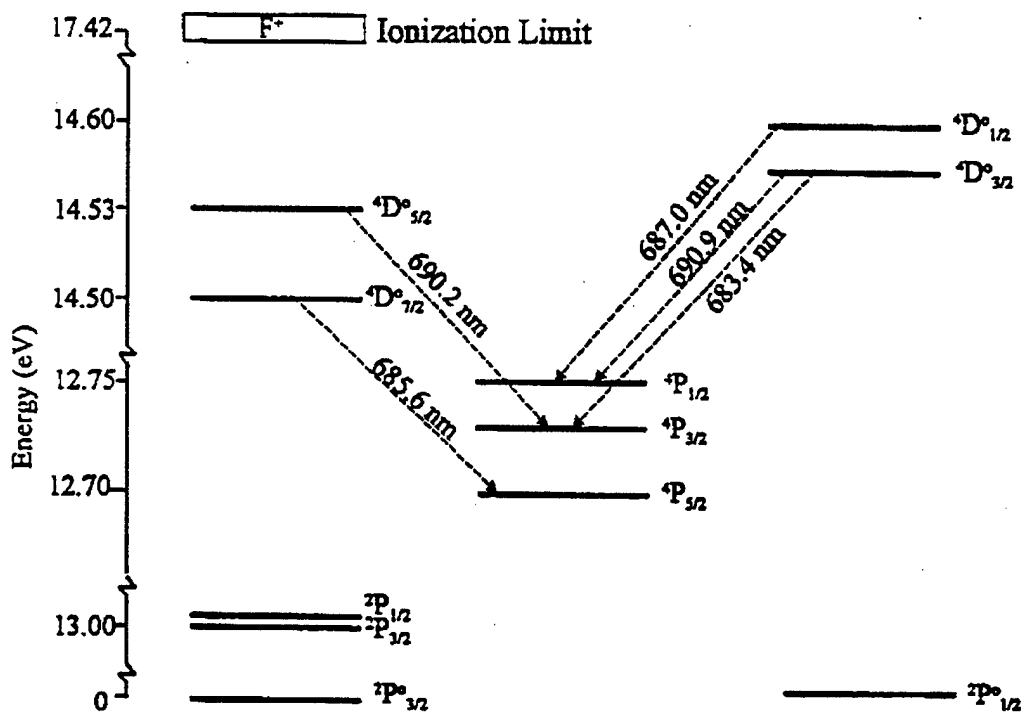 17.42
F⁺ Ionization Limit
14.60
⁴D°₁/₂
⁴D°₃/₂
14.53
⁴D°₅/₂
687.0 nm
690.9 nm
683.4 nm
690.2 nm
14.50
⁴D°₇/₂
685.6 nm
Energy (eV)
12.75
⁴P₁/₂
⁴P₃/₂
12.70
⁴P₅/₂
²P₁/₂
13.00
²P₃/₂
0
²P°₃/₂
²P°₁/₂